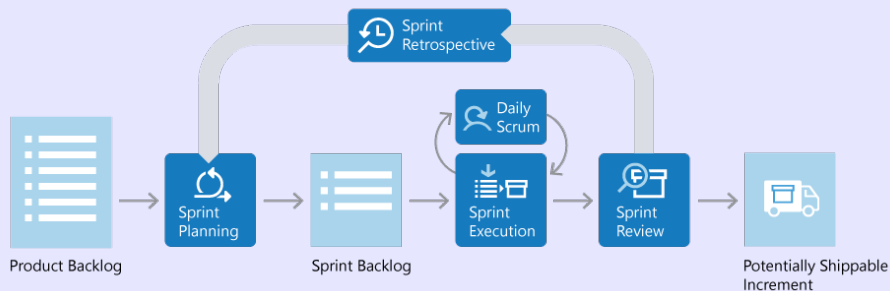 Sprint
Retrospective
Daily
Scrum
Sprint
Planning
Sprint
Execution
Sprint
Review
Product Backlog
Sprint Backlog
Potentially Shippable
Increment